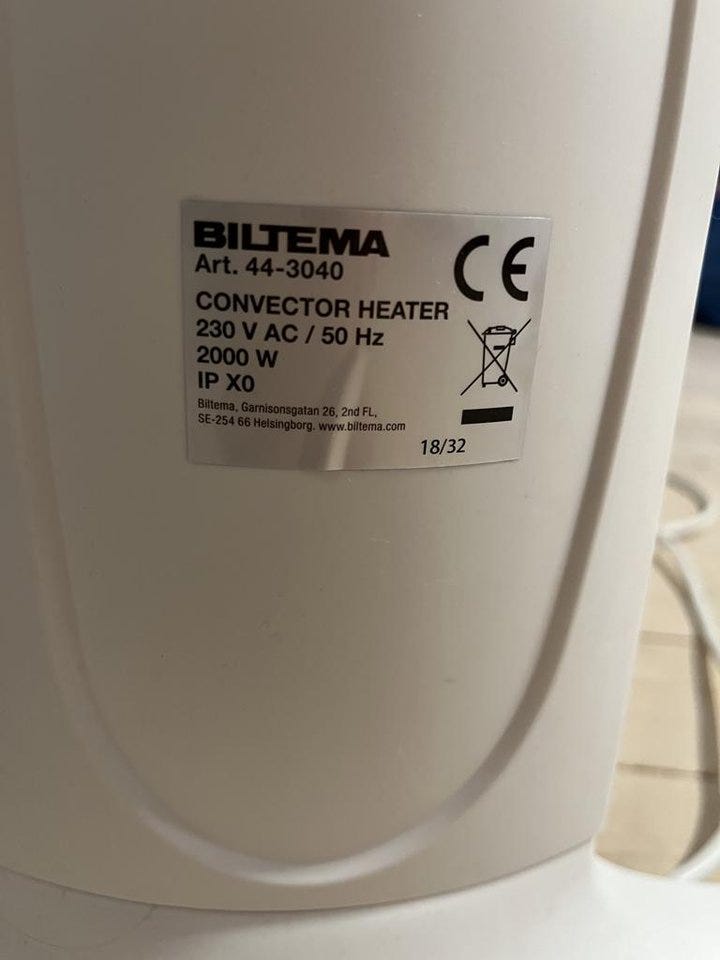 BILTEMA
Art. 44-3040
CE
CONVECTOR HEATER
230 V AC / 50 Hz
2000 W
IP X0
Biltema, Garnisonsgatan 26, 2nd FL,
SE-254 66 Helsingborg. www.biltema.com
18/32